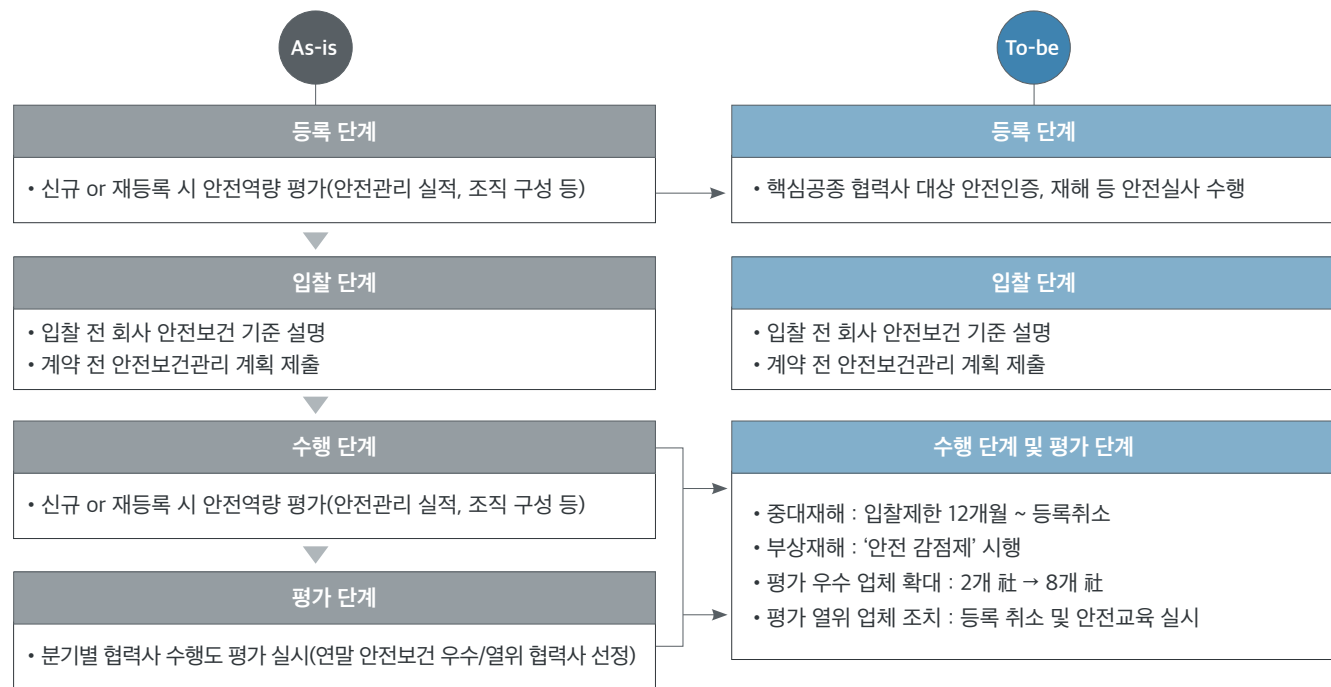 As-is
등록 단계
• 신규 or 재등록 시 안전역량 평가(안전관리 실적, 조직 구성 등)
입찰 단계
• 입찰 전 회사 안전보건 기준 설명
• 계약 전 안전보건관리 계획 제출
수행 단계
• 신규 or 재등록 시 안전역량 평가(안전관리 실적, 조직 구성 등)
평가 단계
• 분기별 협력사 수행도 평가 실시(연말 안전보건 우수/열위 협력사 선정)
To-be
등록 단계
• 핵심공종 협력사 대상 안전인증, 재해 등 안전실사 수행
입찰 단계
• 입찰 전 회사 안전보건 기준 설명
• 계약 전 안전보건관리 계획 제출
수행 단계 및 평가 단계
• 중대재해 : 입찰제한 12개월 ~ 등록취소
• 부상재해 : ‘안전 감점제’ 시행
• 평가 우수 업체 확대 : 2개 社 → 8개 社
• 평가 열위 업체 조치 : 등록 취소 및 안전교육 실시